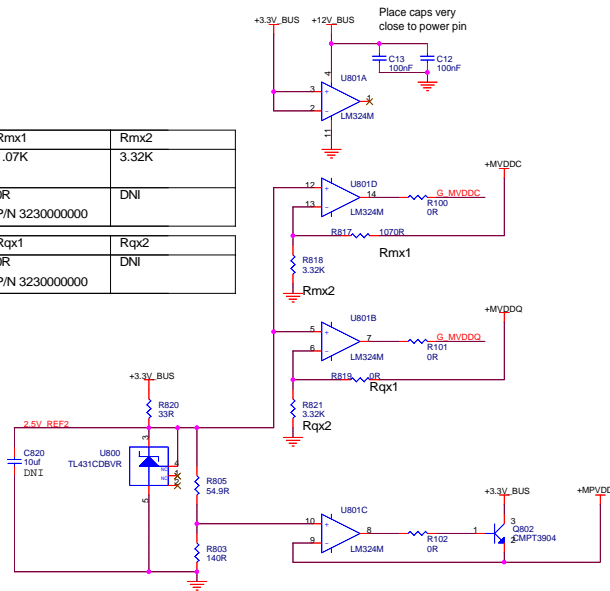 Place caps very
close to power pin
+3.3V_BUS
+12V_BUS
C13
100nF
C12
100nF
U801A
4
3
+
2
-
1
11
LM324M
Rmx1
Rmx2
.07K
3.32K
0R
DNI
P/N 3230000000
Rqx1
Rqx2
0R
DNI
P/N 3230000000
+MVDDC
U801D
12
+
13
-
14
LM324M
G_MVDDC
R100
0R
R817
1070R
Rmx1
R818
3.32K
Rmx2
+MVDDQ
U801B
5
+
6
-
7
LM324M
G_MVDDQ
R101
0R
R819
0R
Rqx1
R821
3.32K
Rqx2
+3.3V_BUS
R820
33R
2.5V_REF2
C820
10uf
DNI
U800
TL431CDBVR
3
4
NC
NC
5
R805
54.9R
R803
140R
U801C
10
+
9
-
8
LM324M
R102
0R
+3.3V_BUS
1
3
2
Q802
CMPT3904
+MPVDD